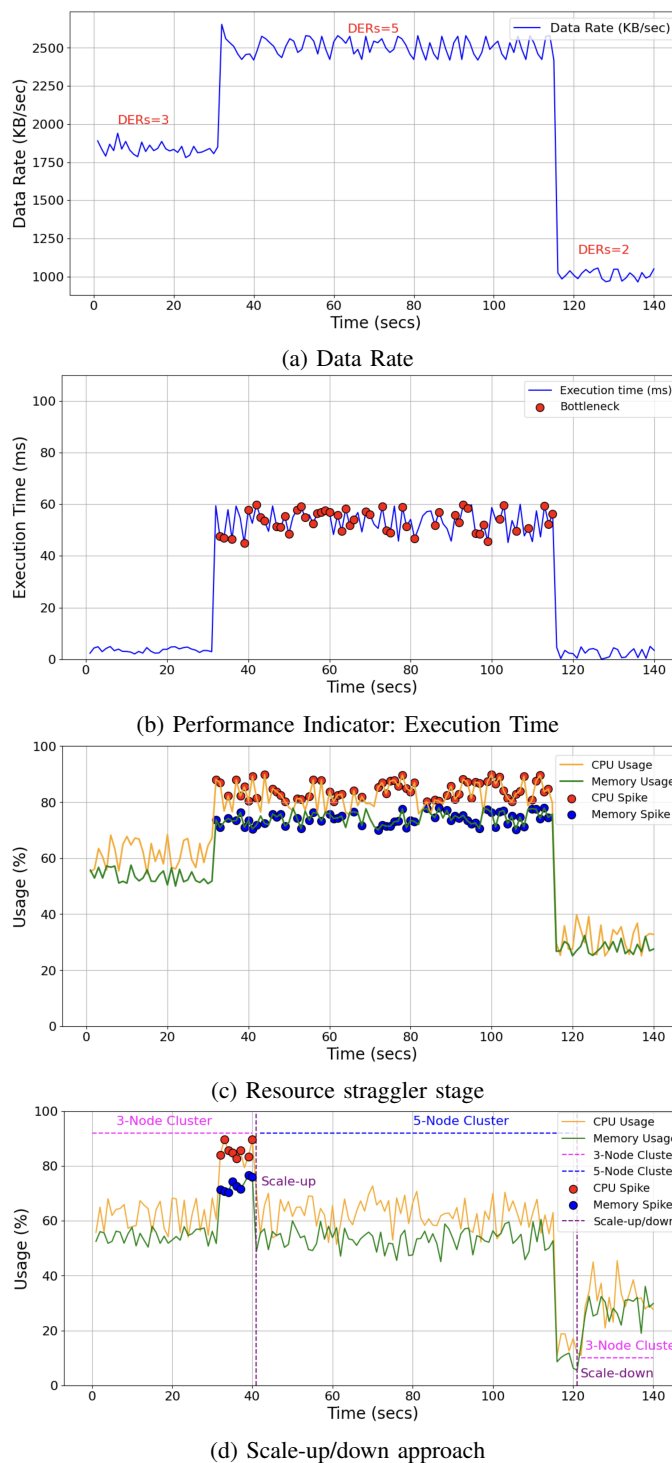 Data Rate (KB/sec)
DERs=5
DERs=3
DERs=2
Data Rate (KB/sec)
2500
2250
2000
1750
1500
1250
1000
0 20 40 60 80 100 120 140
Time (secs)
(a) Data Rate
Execution time (ms)
Bottleneck
Execution Time (ms)
100
80
60
40
20
0
0 20 40 60 80 100 120 140
Time (secs)
(b) Performance Indicator: Execution Time
CPU Usage
Memory Usage
CPU Spike
Memory Spike
Usage (%)
100
80
60
40
20
0
0 20 40 60 80 100 120 140
Time (secs)
(c) Resource straggler stage
3-Node Cluster
5-Node Cluster
CPU Usage
Memory Usage
3-Node Cluster
5-Node Cluster
CPU Spike
Memory Spike
Scale-up/down
Scale-up
3-Node Cluster
Scale-down
Usage (%)
100
80
60
40
20
0
0 20 40 60 80 100 120 140
Time (secs)
(d) Scale-up/down approach